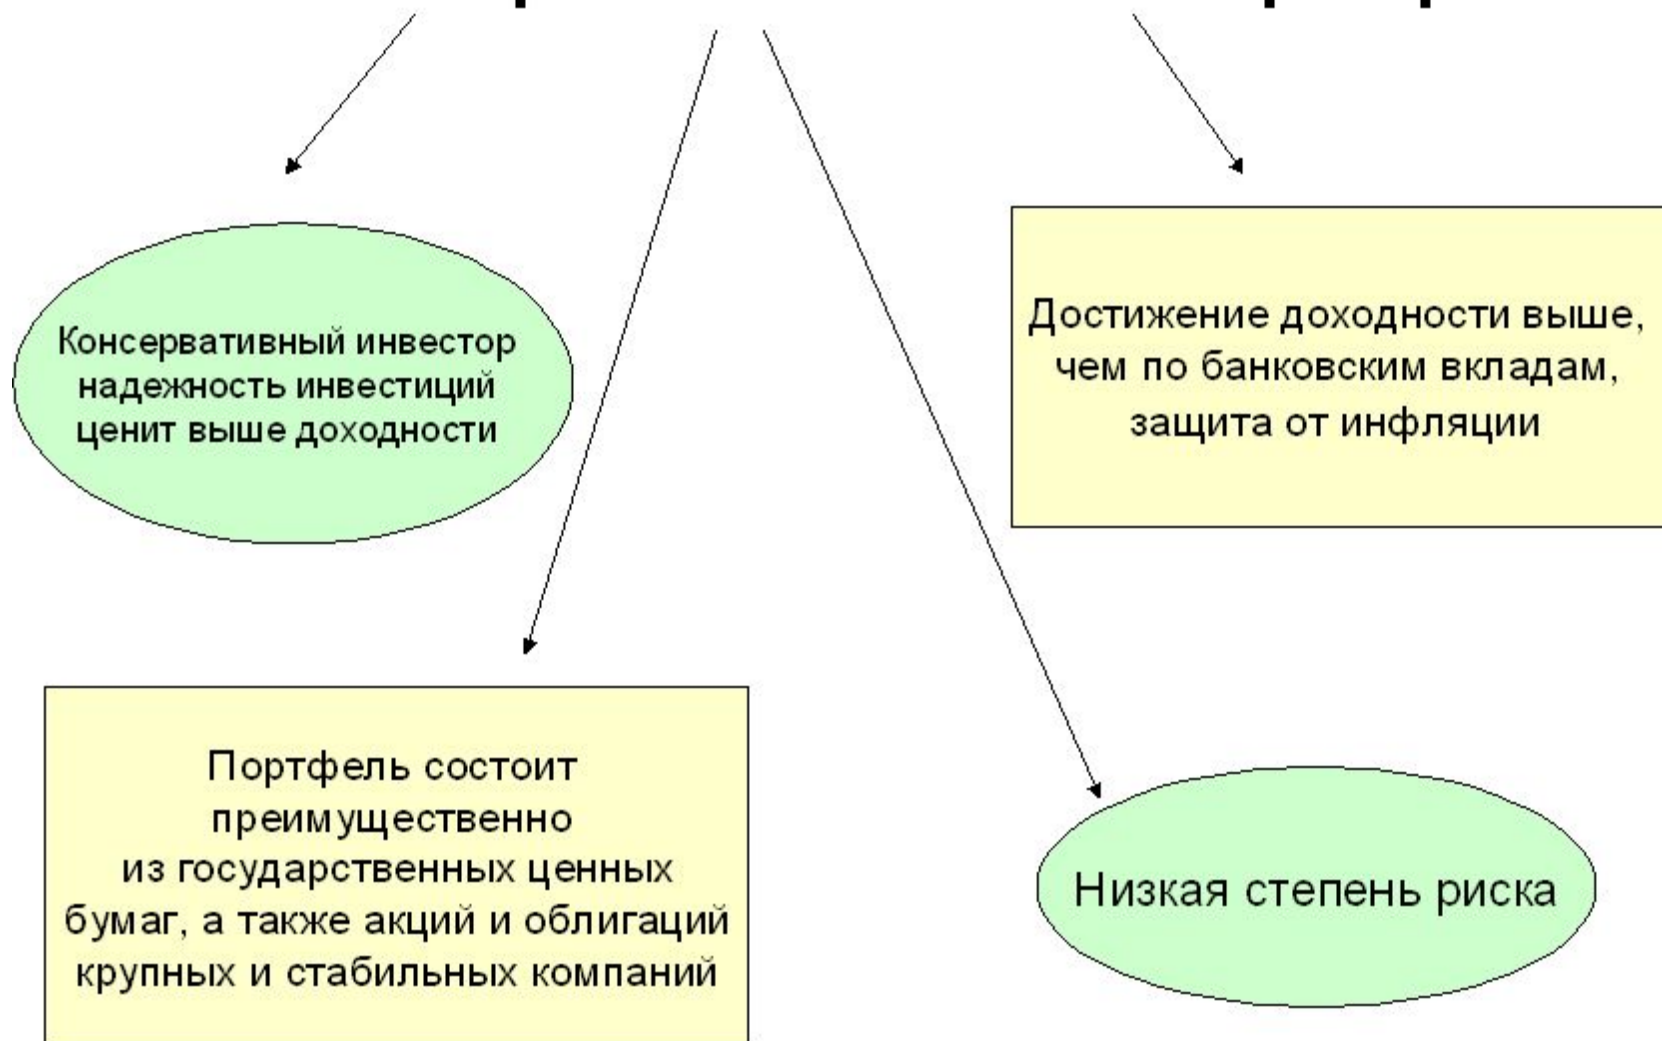 Консервативный инвестор
надежность инвестиций
ценит выше доходности
Достижение доходности выше,
чем по банковским вкладам,
защита от инфляции
Портфель состоит
преимущественно
из государственных ценных
бумаг, а также акций и облигаций
крупных и стабильных компаний
Низкая степень риска